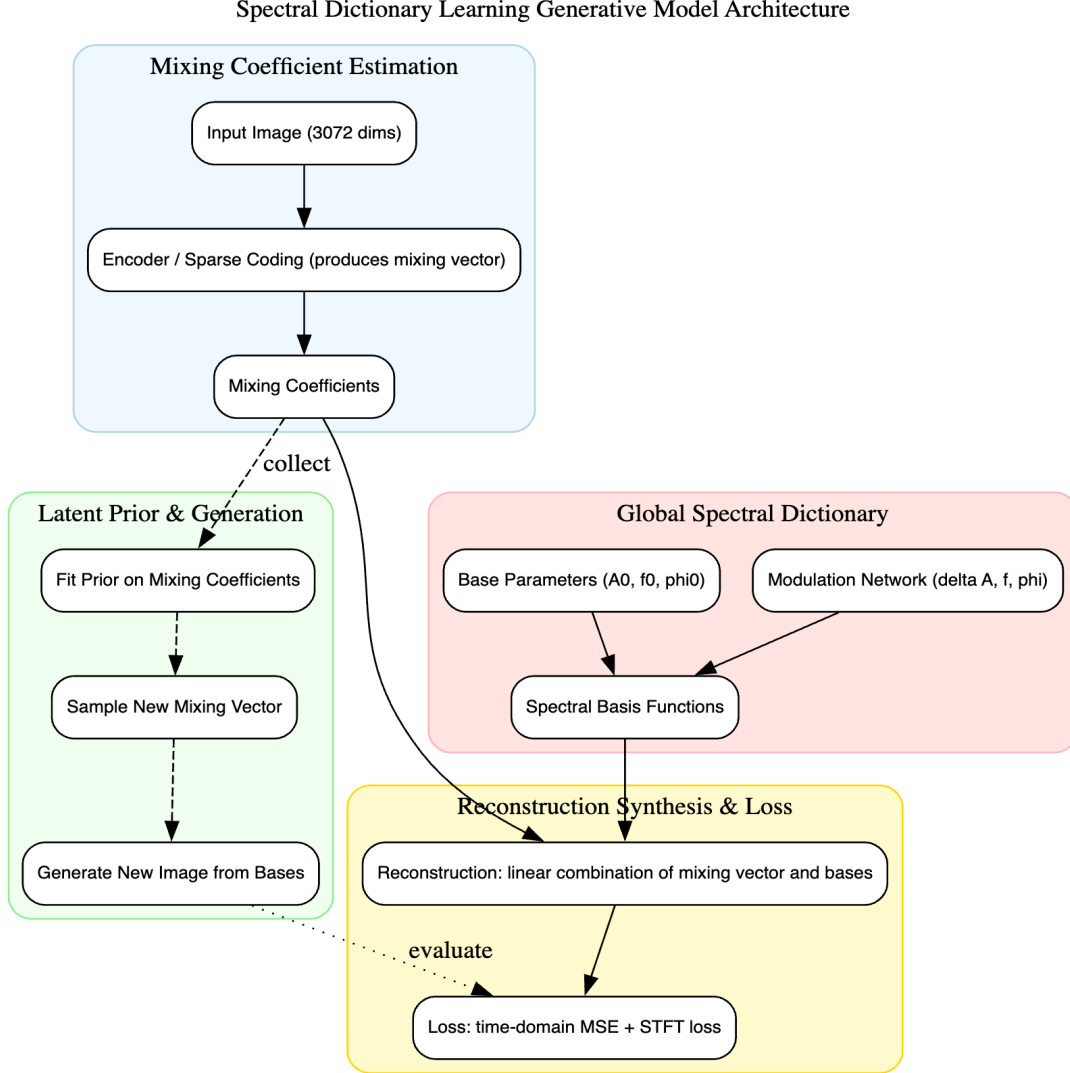 Spectral Dictionary Learning Generative Model Architecture
Mixing Coefficient Estimation
Input Image (3072 dims)
Encoder / Sparse Coding (produces mixing vector)
Mixing Coefficients
collect
Latent Prior & Generation
Fit Prior on Mixing Coefficients
Sample New Mixing Vector
Generate New Image from Bases
Global Spectral Dictionary
Base Parameters (A0, f0, phi0)
Modulation Network (delta A, f, phi)
Spectral Basis Functions
Reconstruction Synthesis & Loss
Reconstruction: linear combination of mixing vector and bases
evaluate
Loss: time-domain MSE + STFT loss